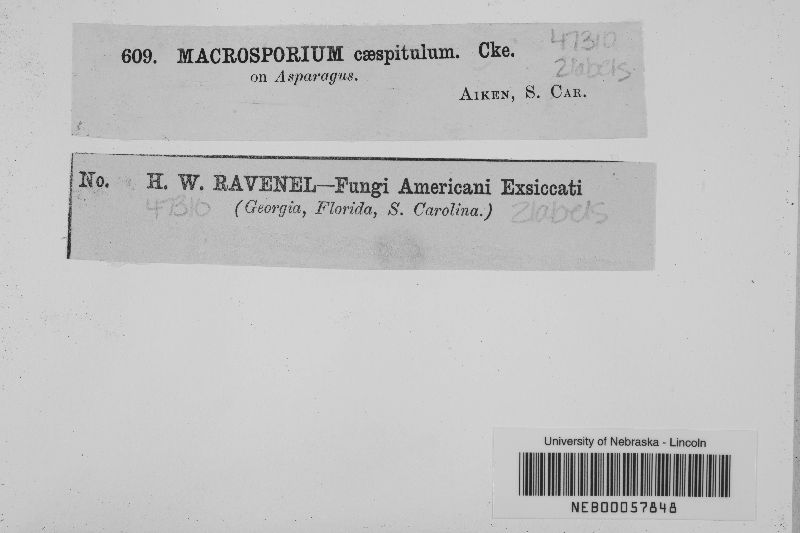 609. MACROSPORIUM cæspitulum. Cke. 47310
on Asparagus. 2labels
AIKEN, S. CAR.
No. H. W. RAVENEL—Fungi Americani Exsiccati
47310 (Georgia, Florida, S. Carolina.) 2labels
University of Nebraska - Lincoln
NEB00057848